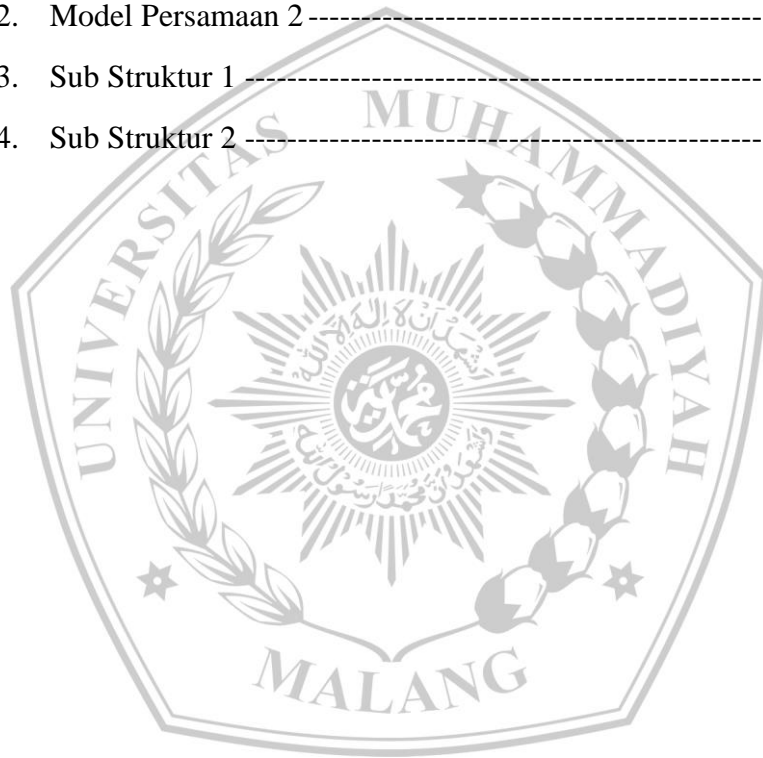 2. Model Persamaan 2 --------------------------------------------
3. Sub Struktur 1 --------------------------------------------------
4. Sub Struktur 2 --------------------------------------------------
UNIVERSITAS MUHAMMADIYAH
MALANG